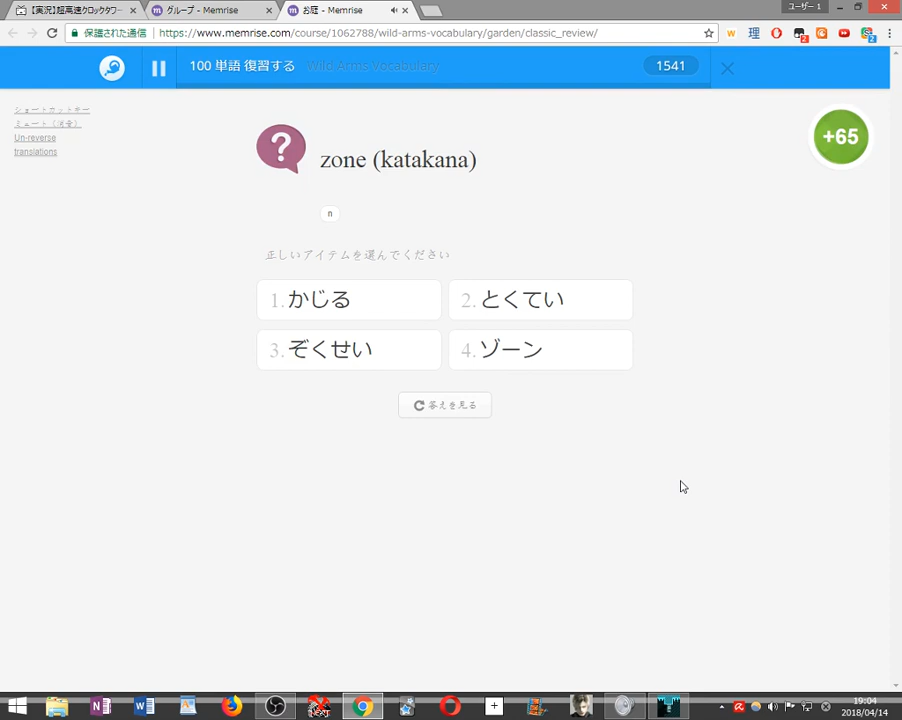 【実況】超高速クロックタワー
グループ - Memrise
お庭 - Memrise
ユーザー 1
保護された通信
https://www.memrise.com/course/1062788/wild-arms-vocabulary/garden/classic_review/
100 単語 復習する
Wild Arms Vocabulary
1541
ショートカットキー
ミュート (消音)
Un-reverse
translations
+65
zone (katakana)
n
正しいアイテムを選んでください
1. かじる
2. とくてい
3. ぞくせい
4. ゾーン
答えを見る
19:04
2018/04/14